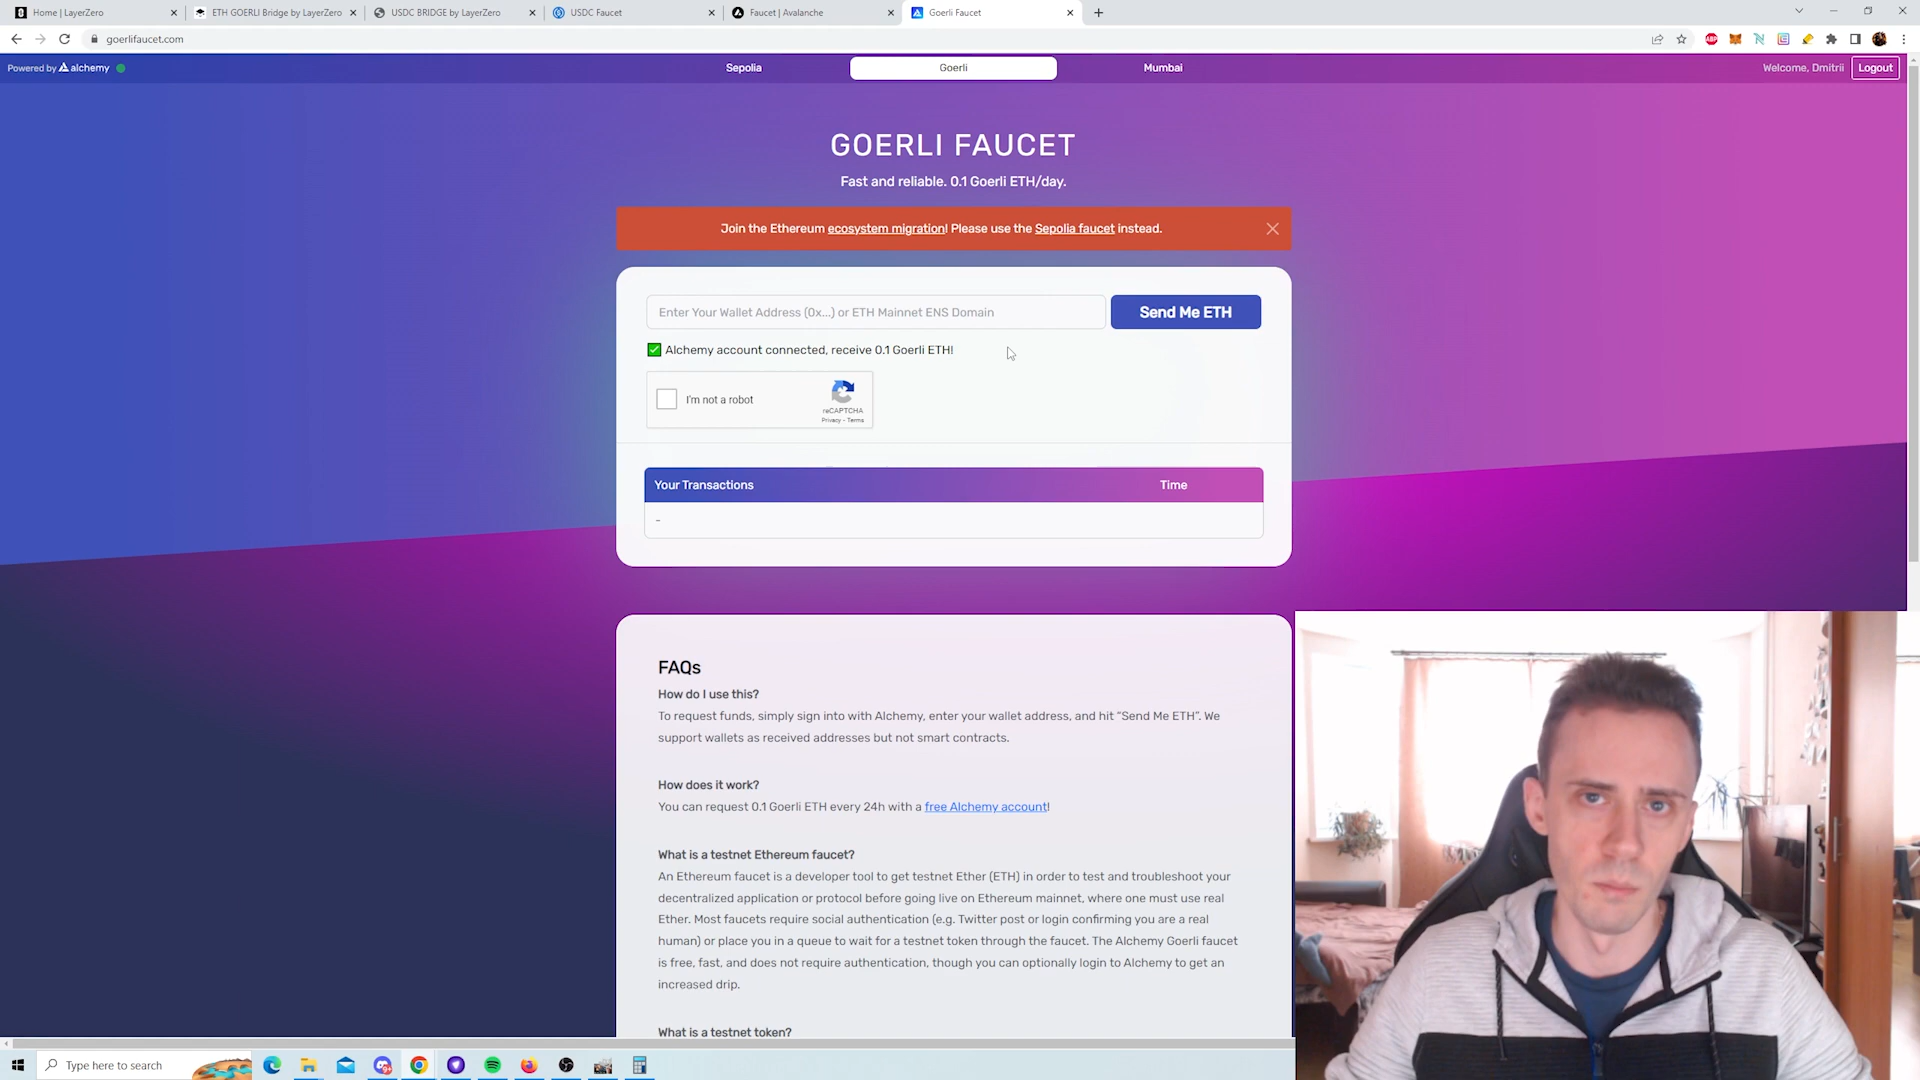 Home | LayerZero
ETH GOERLI Bridge by LayerZero
USDC BRIDGE by LayerZero
USDC Faucet
Faucet | Avalanche
Goerli Faucet
goerlifaucet.com
ABP
Powered by alchemy
Sepolia
Goerli
Mumbai
Welcome, Dmitrii
Logout
GOERLI FAUCET
Fast and reliable. 0.1 Goerli ETH/day.
Join the Ethereum ecosystem migration! Please use the Sepolia faucet instead.
Enter Your Wallet Address (0x...) or ETH Mainnet ENS Domain
Send Me ETH
Alchemy account connected, receive 0.1 Goerli ETH!
I'm not a robot
reCAPTCHA
Privacy - Terms
Your Transactions
Time
-
FAQs
How do I use this?
To request funds, simply sign into with Alchemy, enter your wallet address, and hit “Send Me ETH”. We
support wallets as received addresses but not smart contracts.
How does it work?
You can request 0.1 Goerli ETH every 24h with a free Alchemy account!
What is a testnet Ethereum faucet?
An Ethereum faucet is a developer tool to get testnet Ether (ETH) in order to test and troubleshoot your
decentralized application or protocol before going live on Ethereum mainnet, where one must use real
Ether. Most faucets require social authentication (e.g. Twitter post or login confirming you are a real
human) or place you in a queue to wait for a testnet token through the faucet. The Alchemy Goerli faucet
is free, fast, and does not require authentication, though you can optionally login to Alchemy to get an
increased drip.
What is a testnet token?
Type here to search